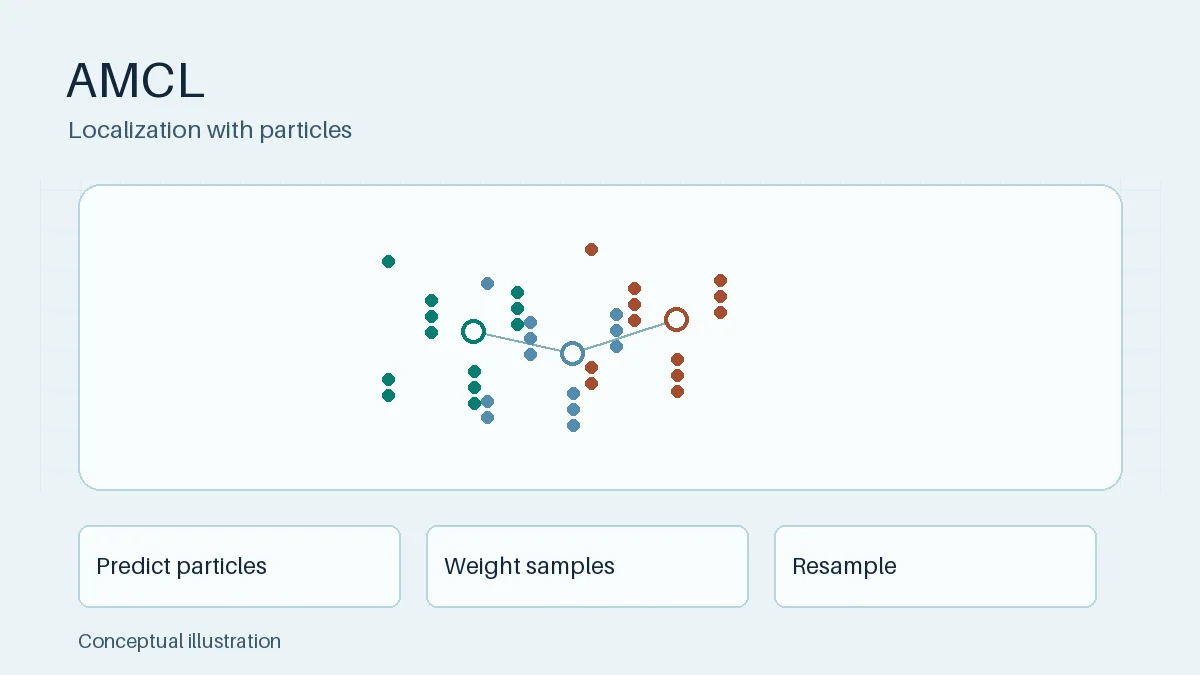 AMCL
Localization with particles
Predict particles
Weight samples
Resample
Conceptual illustration